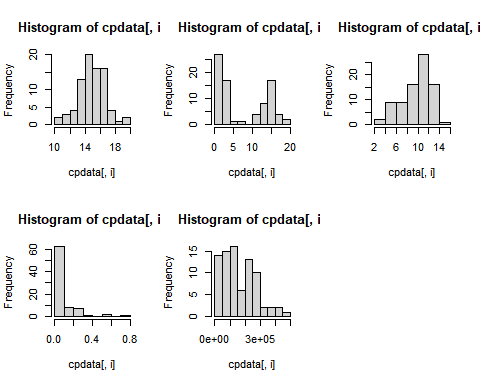 Histogram of cpdata[, i
Histogram of cpdata[, i
Histogram of cpdata[, i
Frequency
0
5
10
20
10
14
18
cpdata[, i]
Frequency
0
10
20
0
5
10
20
cpdata[, i]
Frequency
0
10
20
2
6
10
14
cpdata[, i]
Histogram of cpdata[, i
Histogram of cpdata[, i
Frequency
0
20
40
60
0.0
0.4
0.8
cpdata[, i]
Frequency
0
5
10
15
0e+00
3e+05
cpdata[, i]